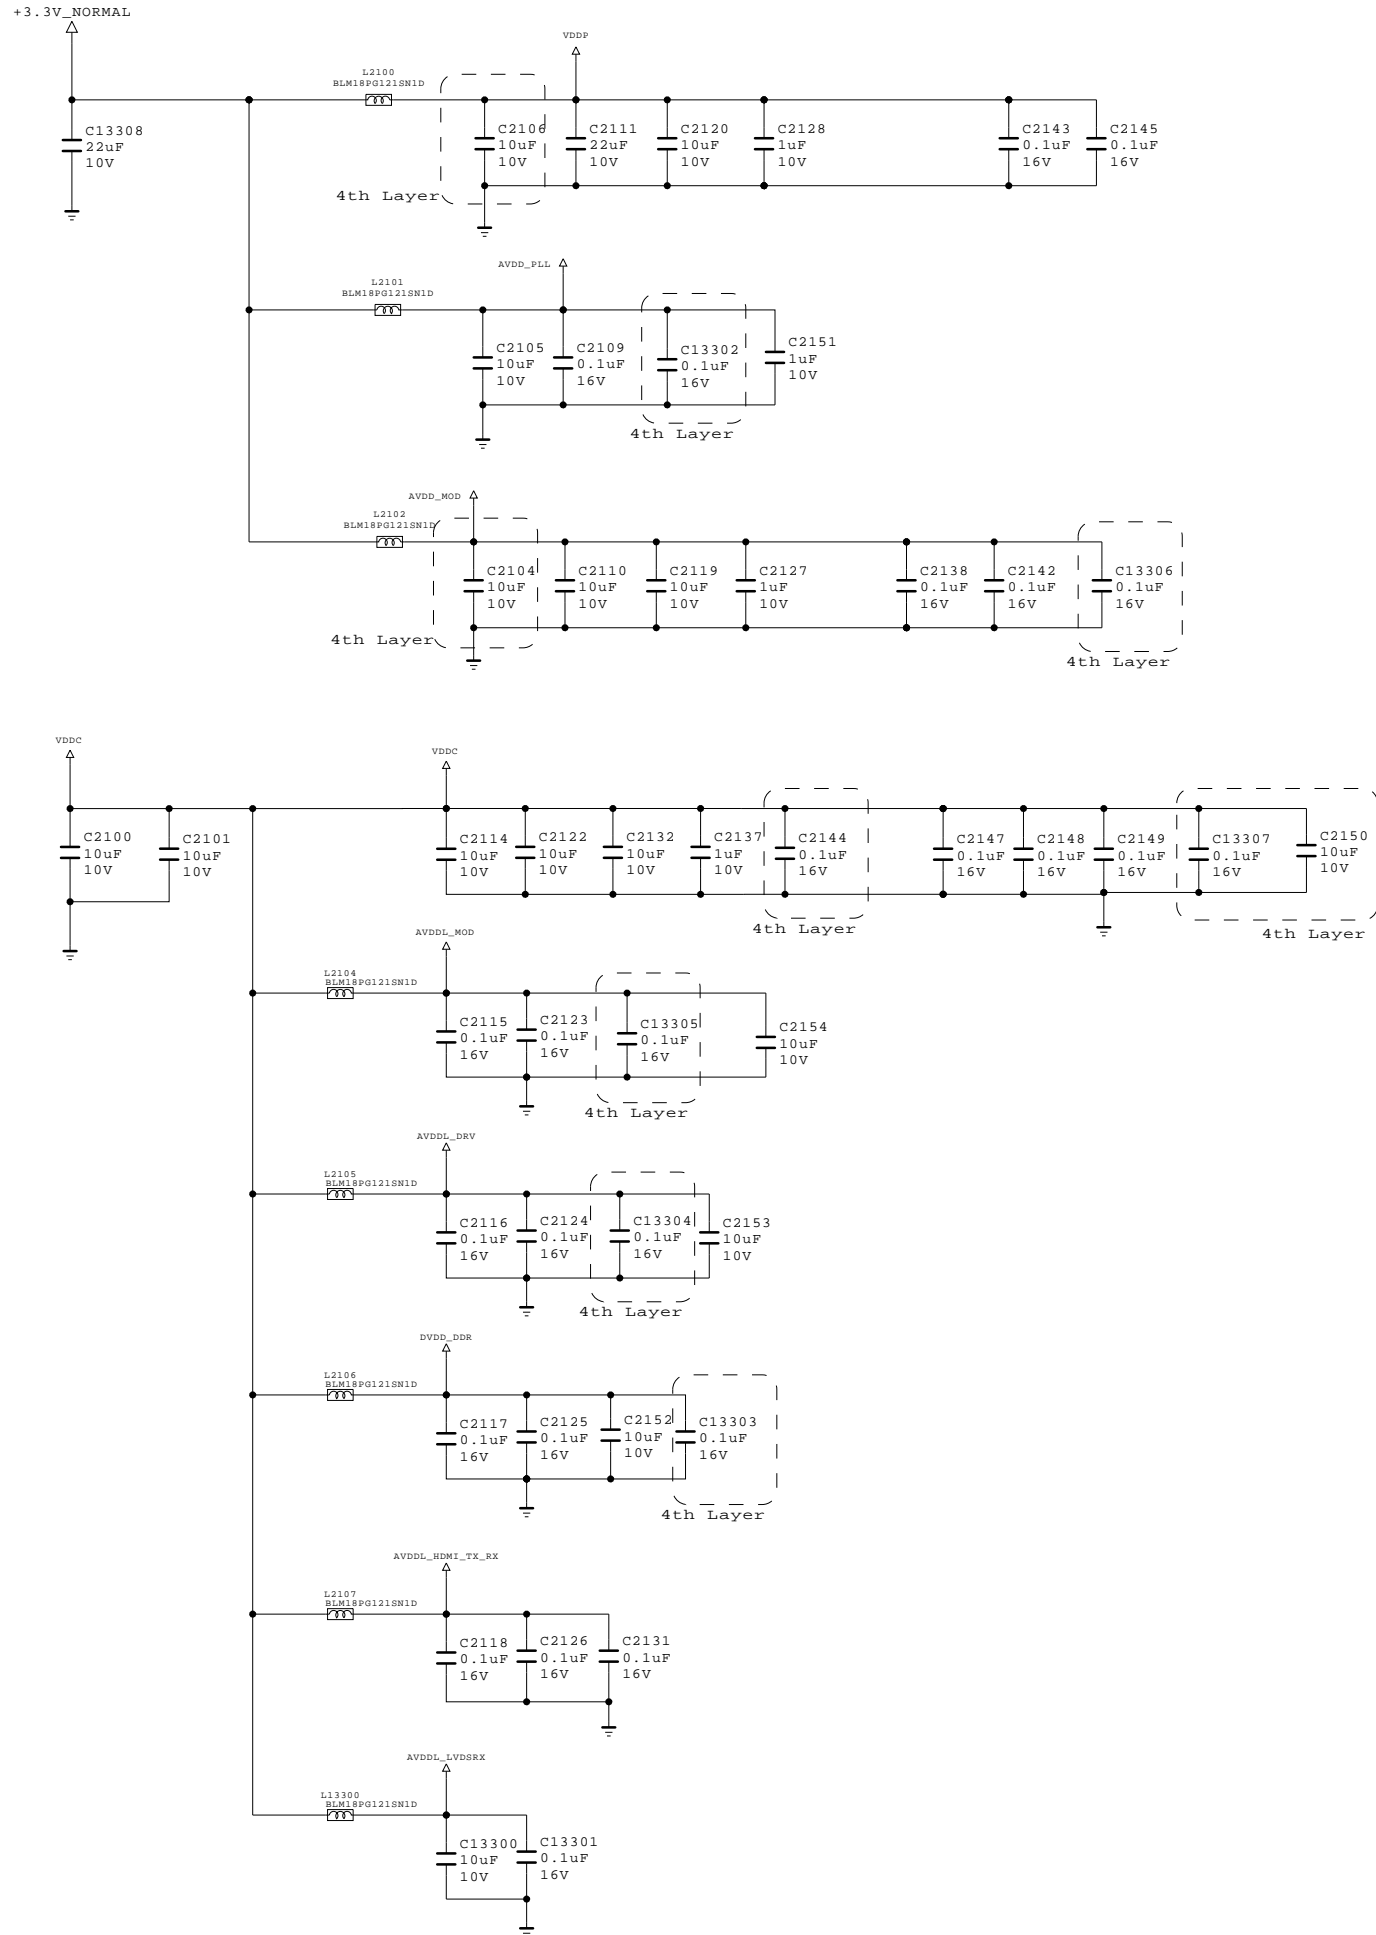 +3.3V_NORMAL
VDDP
L2100
BLM18PG121SN1D
C13308
22uF
10V
C2106
10uF
10V
C2111
22uF
10V
C2120
10uF
10V
C2128
1uF
10V
C2143
0.1uF
16V
C2145
0.1uF
16V
4th Layer
AVDD_PLL
L2101
BLM18PG121SN1D
C2105
10uF
10V
C2109
0.1uF
16V
C13302
0.1uF
16V
C2151
1uF
10V
4th Layer
AVDD_MOD
L2102
BLM18PG121SN1D
C2104
10uF
10V
C2110
10uF
10V
C2119
10uF
10V
C2127
1uF
10V
C2138
0.1uF
16V
C2142
0.1uF
16V
C13306
0.1uF
16V
4th Layer
4th Layer
VDDC
VDDC
C2100
10uF
10V
C2101
10uF
10V
C2114
10uF
10V
C2122
10uF
10V
C2132
10uF
10V
C2137
1uF
10V
C2144
0.1uF
16V
C2147
0.1uF
16V
C2148
0.1uF
16V
C2149
0.1uF
16V
C13307
0.1uF
16V
C2150
10uF
10V
4th Layer
4th Layer
AVDDL_MOD
L2104
BLM18PG121SN1D
C2115
0.1uF
16V
C2123
0.1uF
16V
C13305
0.1uF
16V
C2154
10uF
10V
4th Layer
AVDDL_DRV
L2105
BLM18PG121SN1D
C2116
0.1uF
16V
C2124
0.1uF
16V
C13304
0.1uF
16V
C2153
10uF
10V
4th Layer
DVDD_DDR
L2106
BLM18PG121SN1D
C2117
0.1uF
16V
C2125
0.1uF
16V
C2152
10uF
10V
C13303
0.1uF
16V
4th Layer
AVDDL_HDMI_TX_RX
L2107
BLM18PG121SN1D
C2118
0.1uF
16V
C2126
0.1uF
16V
C2131
0.1uF
16V
AVDDL_LVDSRX
L13300
BLM18PG121SN1D
C13300
10uF
10V
C13301
0.1uF
16V